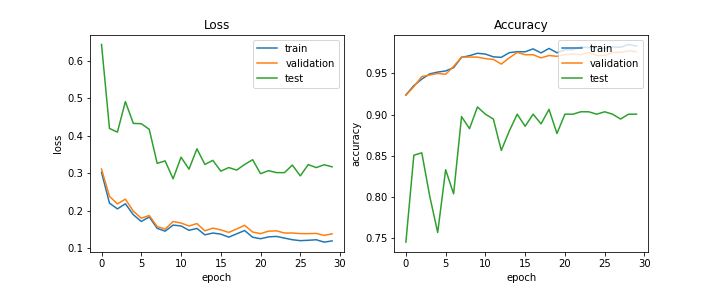 Loss
Accuracy
train
validation
test
train
validation
test
0.6
0.5
0.4
0.3
0.2
0.1
loss
0 5 10 15 20 25 30
epoch
0.95
0.90
0.85
0.80
0.75
accuracy
0 5 10 15 20 25 30
epoch